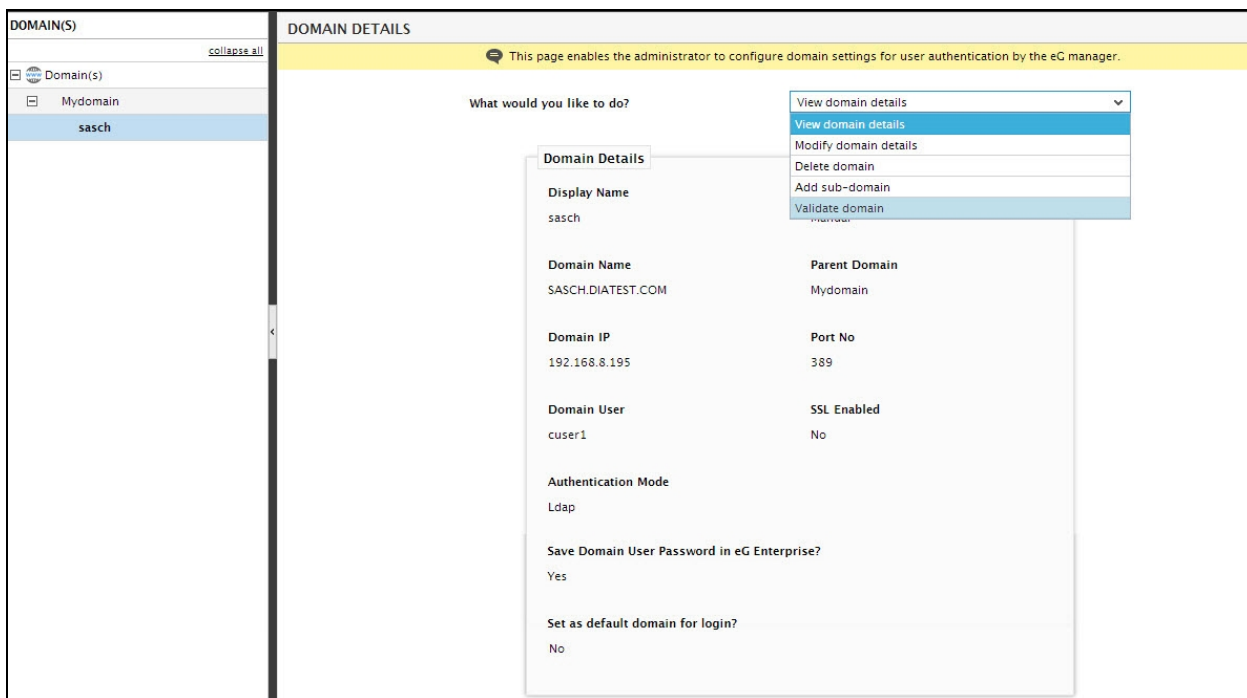 DOMAIN(S)
collapse all
www Domain(s)
Mydomain
sasch
DOMAIN DETAILS
This page enables the administrator to configure domain settings for user authentication by the eG manager.
What would you like to do?
View domain details
View domain details
Modify domain details
Delete domain
Add sub-domain
Validate domain
Domain Details
Display Name
sasch
Domain Name
Parent Domain
SASCH.DIATEST.COM
Mydomain
Domain IP
Port No
192.168.8.195
389
Domain User
SSL Enabled
cuser1
No
Authentication Mode
Ldap
Save Domain User Password in eG Enterprise?
Yes
Set as default domain for login?
No